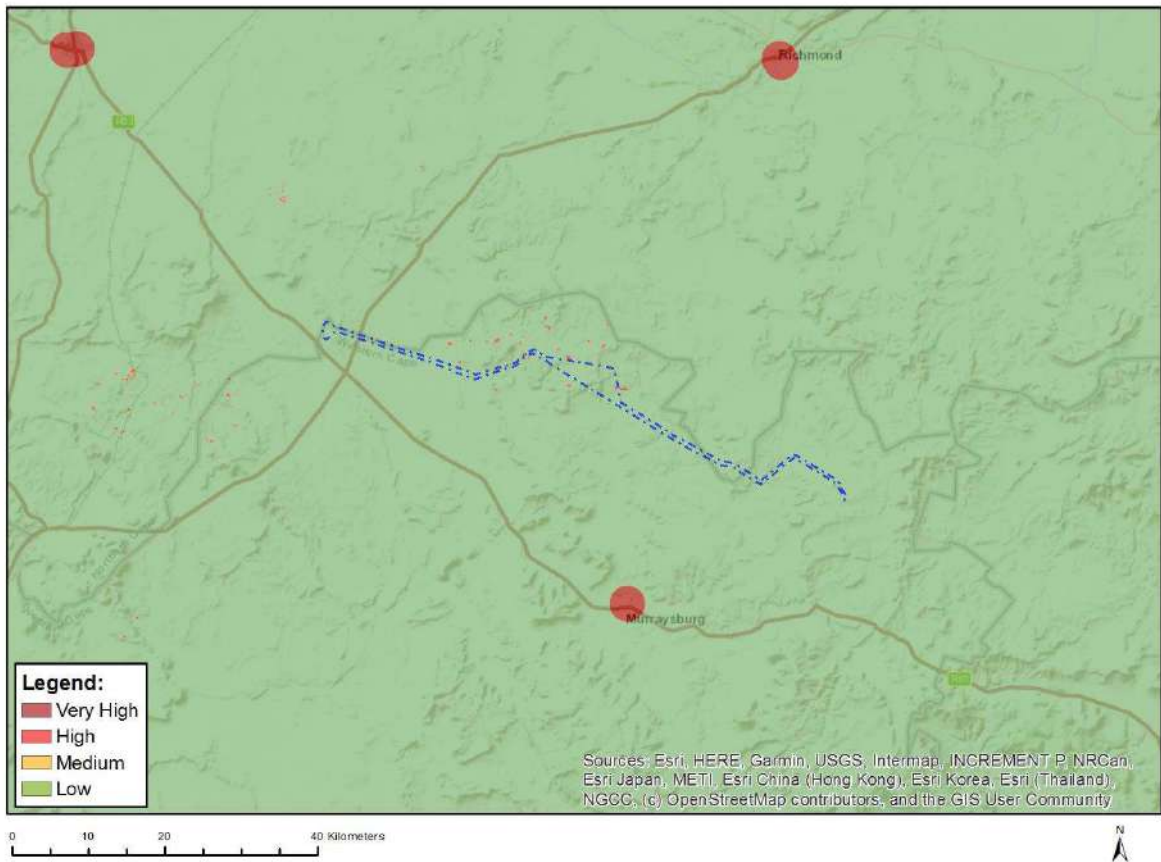 Richmond
Murraysburg
Legend:
Very High
High
Medium
Low
Sources: Esri, HERE, Garmin, USGS, Intermap, INCREMENT P, NRCan,
Esri Japan, METI, Esri China (Hong Kong), Esri Korea, Esri (Thailand),
NGCC, (c) OpenStreetMap contributors, and the GIS User Community
0 10 20 40 Kilometers
N